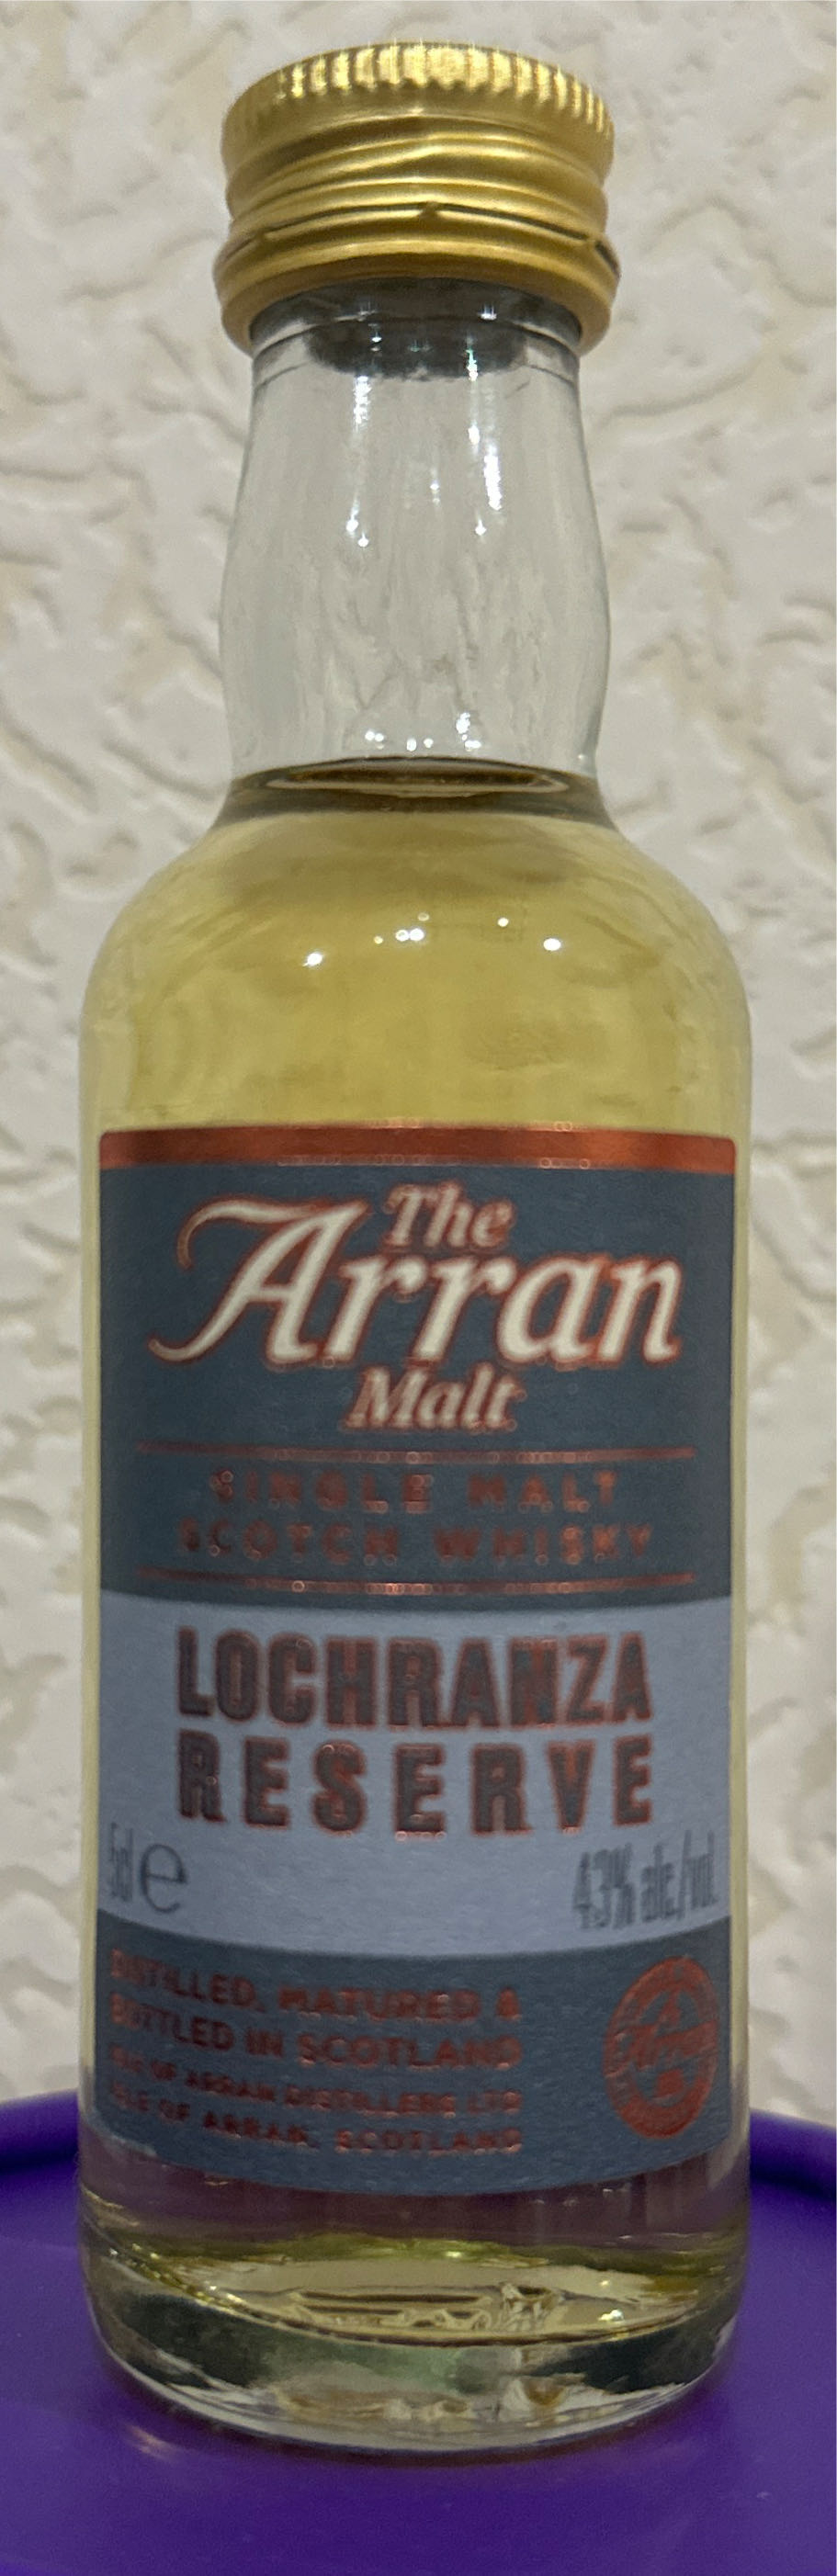 The
Arran
Malt
SINGLE MALT
SCOTCH WHISKY
LOCHRANZA
RESERVE
5cl e 43% alc./vol.
DISTILLED, MATURED &
BOTTLED IN SCOTLAND
ISLE OF ARRAN DISTILLERS LTD
ISLE OF ARRAN, SCOTLAND
Arran